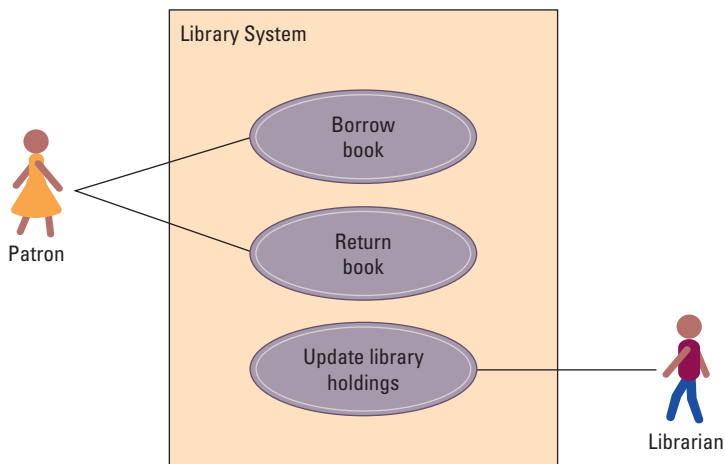 Library System
Borrow
book
Patron
Return
book
Update library
holdings
Librarian